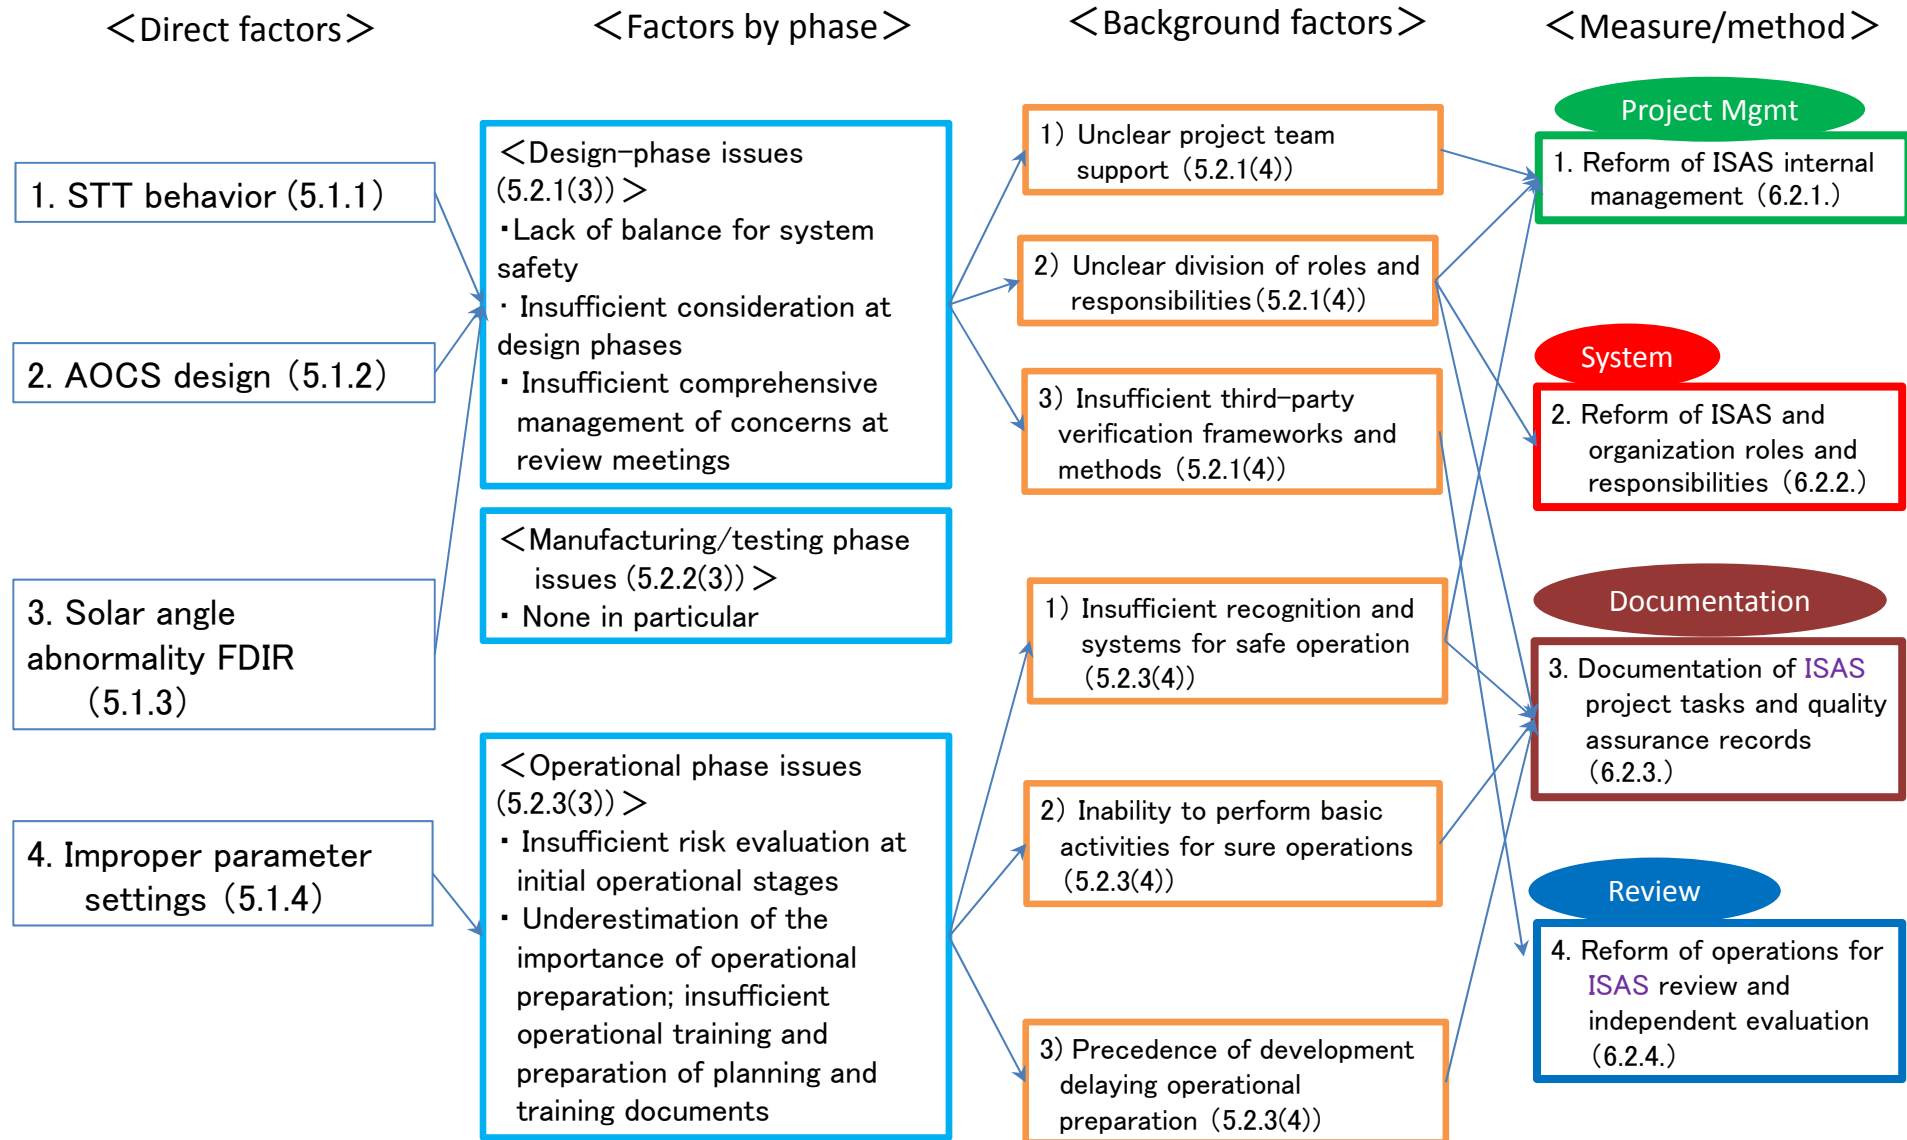 ＜Direct factors＞
＜Factors by phase＞
＜Background factors＞
＜Measure/method＞
1. STT behavior (5.1.1)
2. AOCS design (5.1.2)
3. Solar angle
abnormality FDIR
(5.1.3)
4. Improper parameter
settings (5.1.4)
＜Design-phase issues
(5.2.1(3))＞
・Lack of balance for system
safety
・ Insufficient consideration at
design phases
・ Insufficient comprehensive
management of concerns at
review meetings
＜Manufacturing/testing phase
issues (5.2.2(3))＞
・ None in particular
＜Operational phase issues
(5.2.3(3))＞
・ Insufficient risk evaluation at
initial operational stages
・ Underestimation of the
importance of operational
preparation; insufficient
operational training and
preparation of planning and
training documents
1) Unclear project team
support (5.2.1(4))
2) Unclear division of roles and
responsibilities(5.2.1(4))
3) Insufficient third-party
verification frameworks and
methods (5.2.1(4))
1) Insufficient recognition and
systems for safe operation
(5.2.3(4))
2) Inability to perform basic
activities for sure operations
(5.2.3(4))
3) Precedence of development
delaying operational
preparation (5.2.3(4))
Project Mgmt
1. Reform of ISAS internal
management (6.2.1.)
System
2. Reform of ISAS and
organization roles and
responsibilities (6.2.2.)
Documentation
3. Documentation of ISAS
project tasks and quality
assurance records
(6.2.3.)
Review
4. Reform of operations for
ISAS review and
independent evaluation
(6.2.4.)